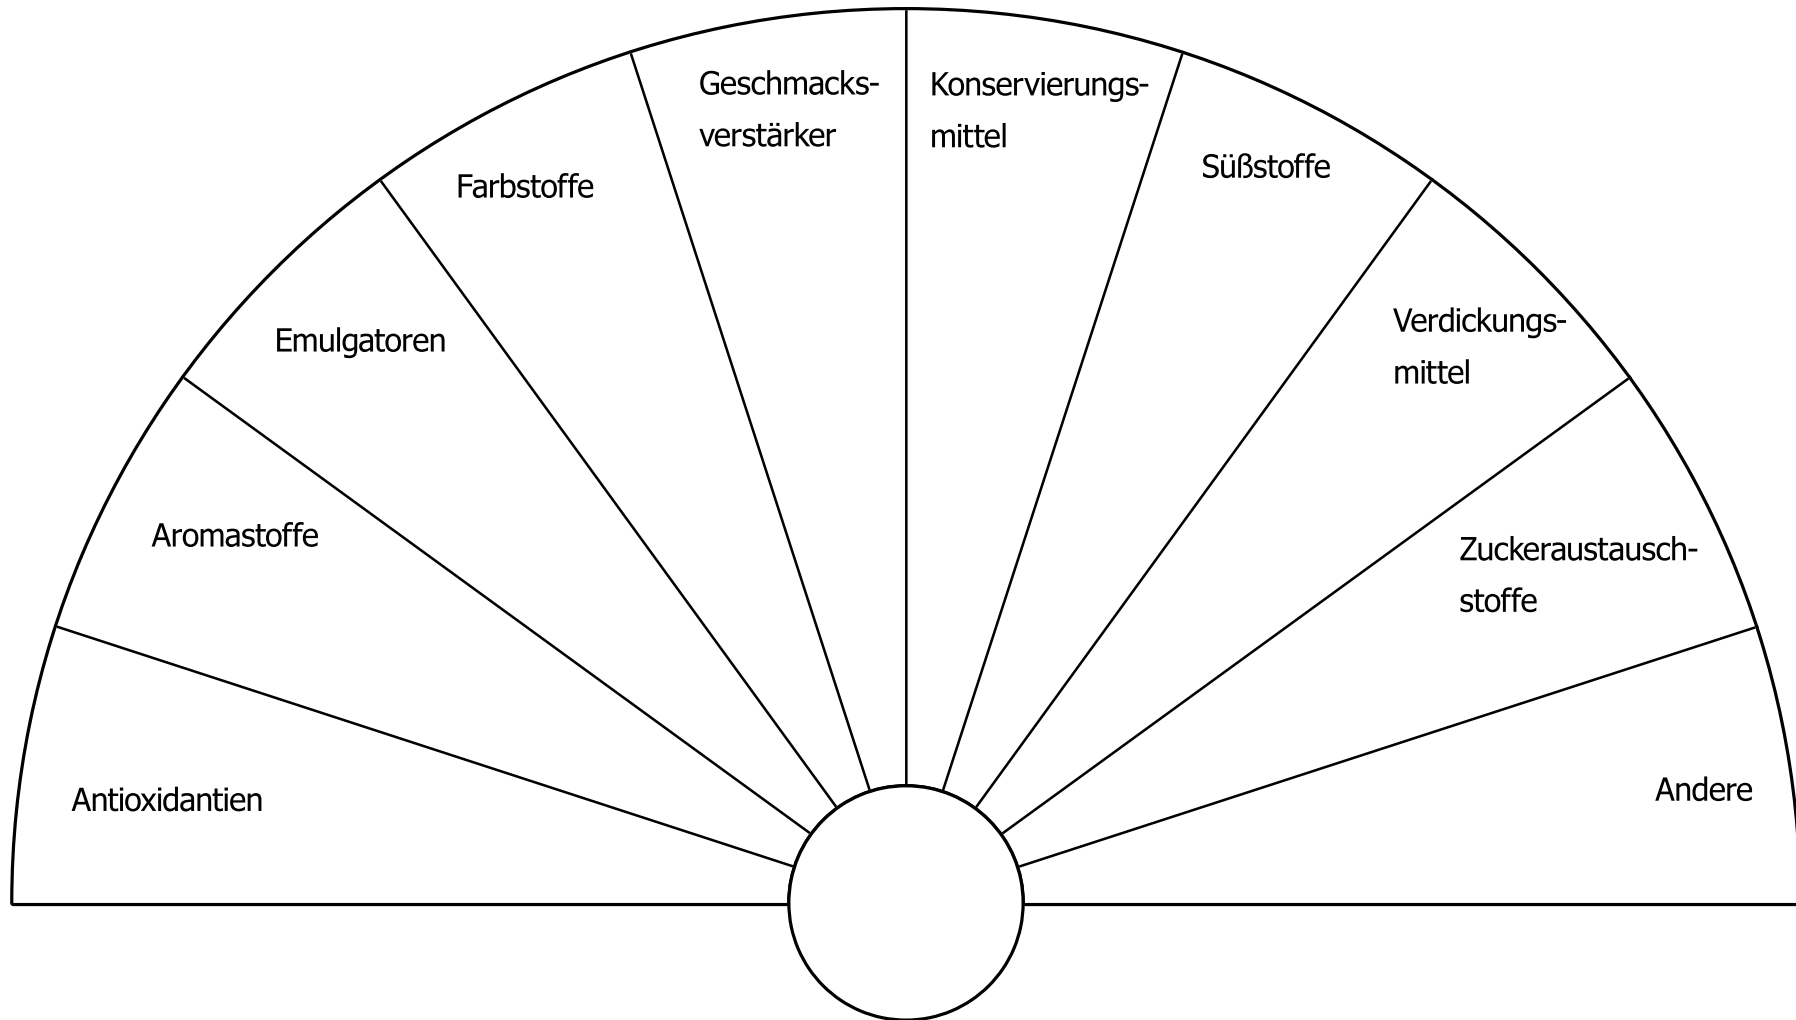 Antioxidantien
Aromastoffe
Emulgatoren
Farbstoffe
Geschmacks-
verstärker
Konservierungs-
mittel
Süßstoffe
Verdickungs-
mittel
Zuckeraustausch-
stoffe
Andere